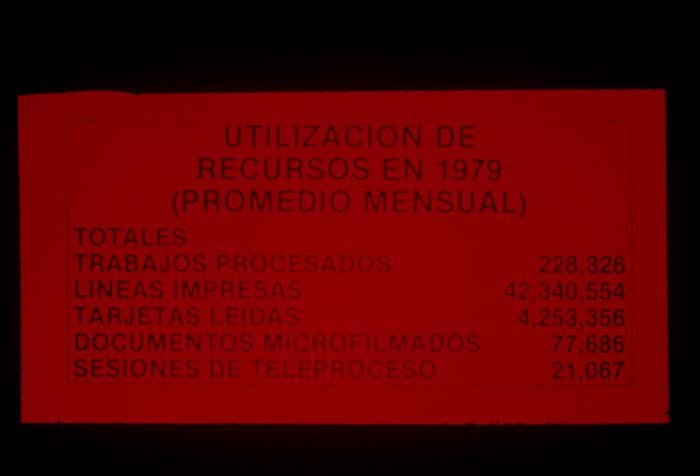 UTILIZACION DE
RECURSOS EN 1979
(PROMEDIO MENSUAL)
TOTALES
TRABAJOS PROCESADOS 228,326
LINEAS IMPRESAS 42,340,554
TARJETAS LEIDAS 4,253,356
DOCUMENTOS MICROFILMADOS 77,686
SESIONES DE TELEPROCESO 21,067